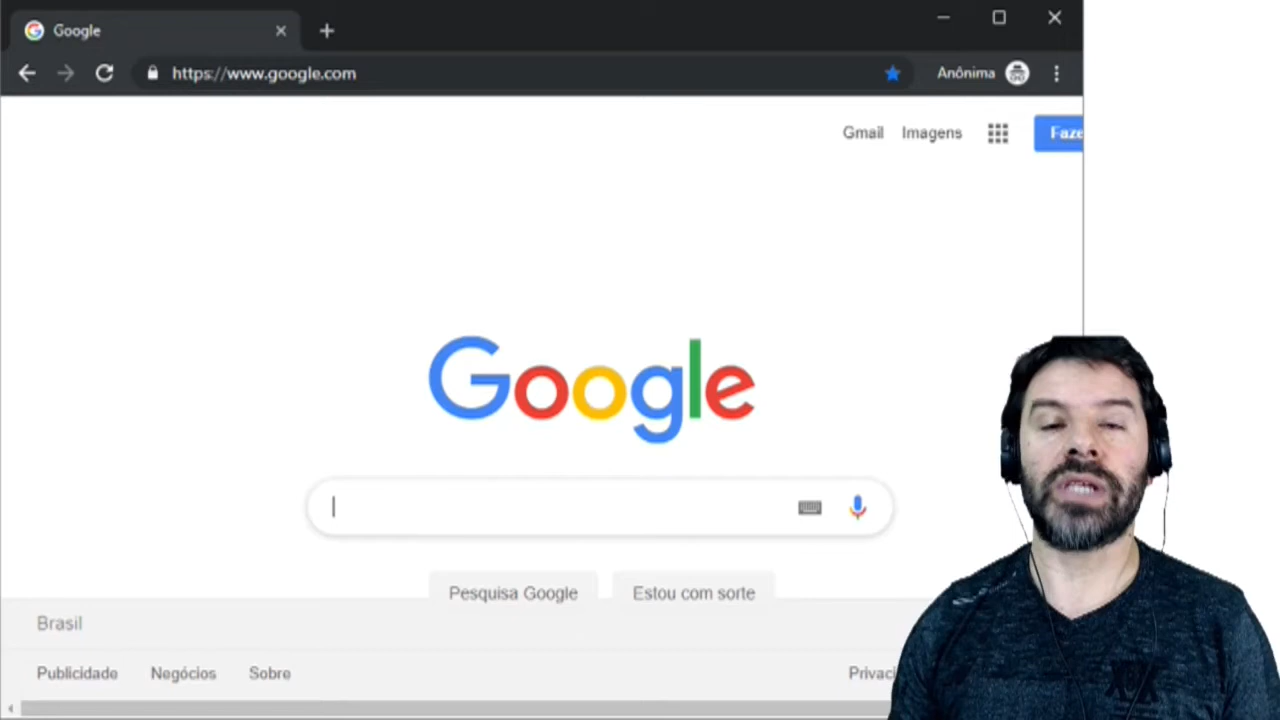 Google
https://www.google.com
Anônima
Gmail Imagens
Faze
Google
Pesquisa Google Estou com sorte
Brasil
Publicidade Negócios Sobre
Privaci